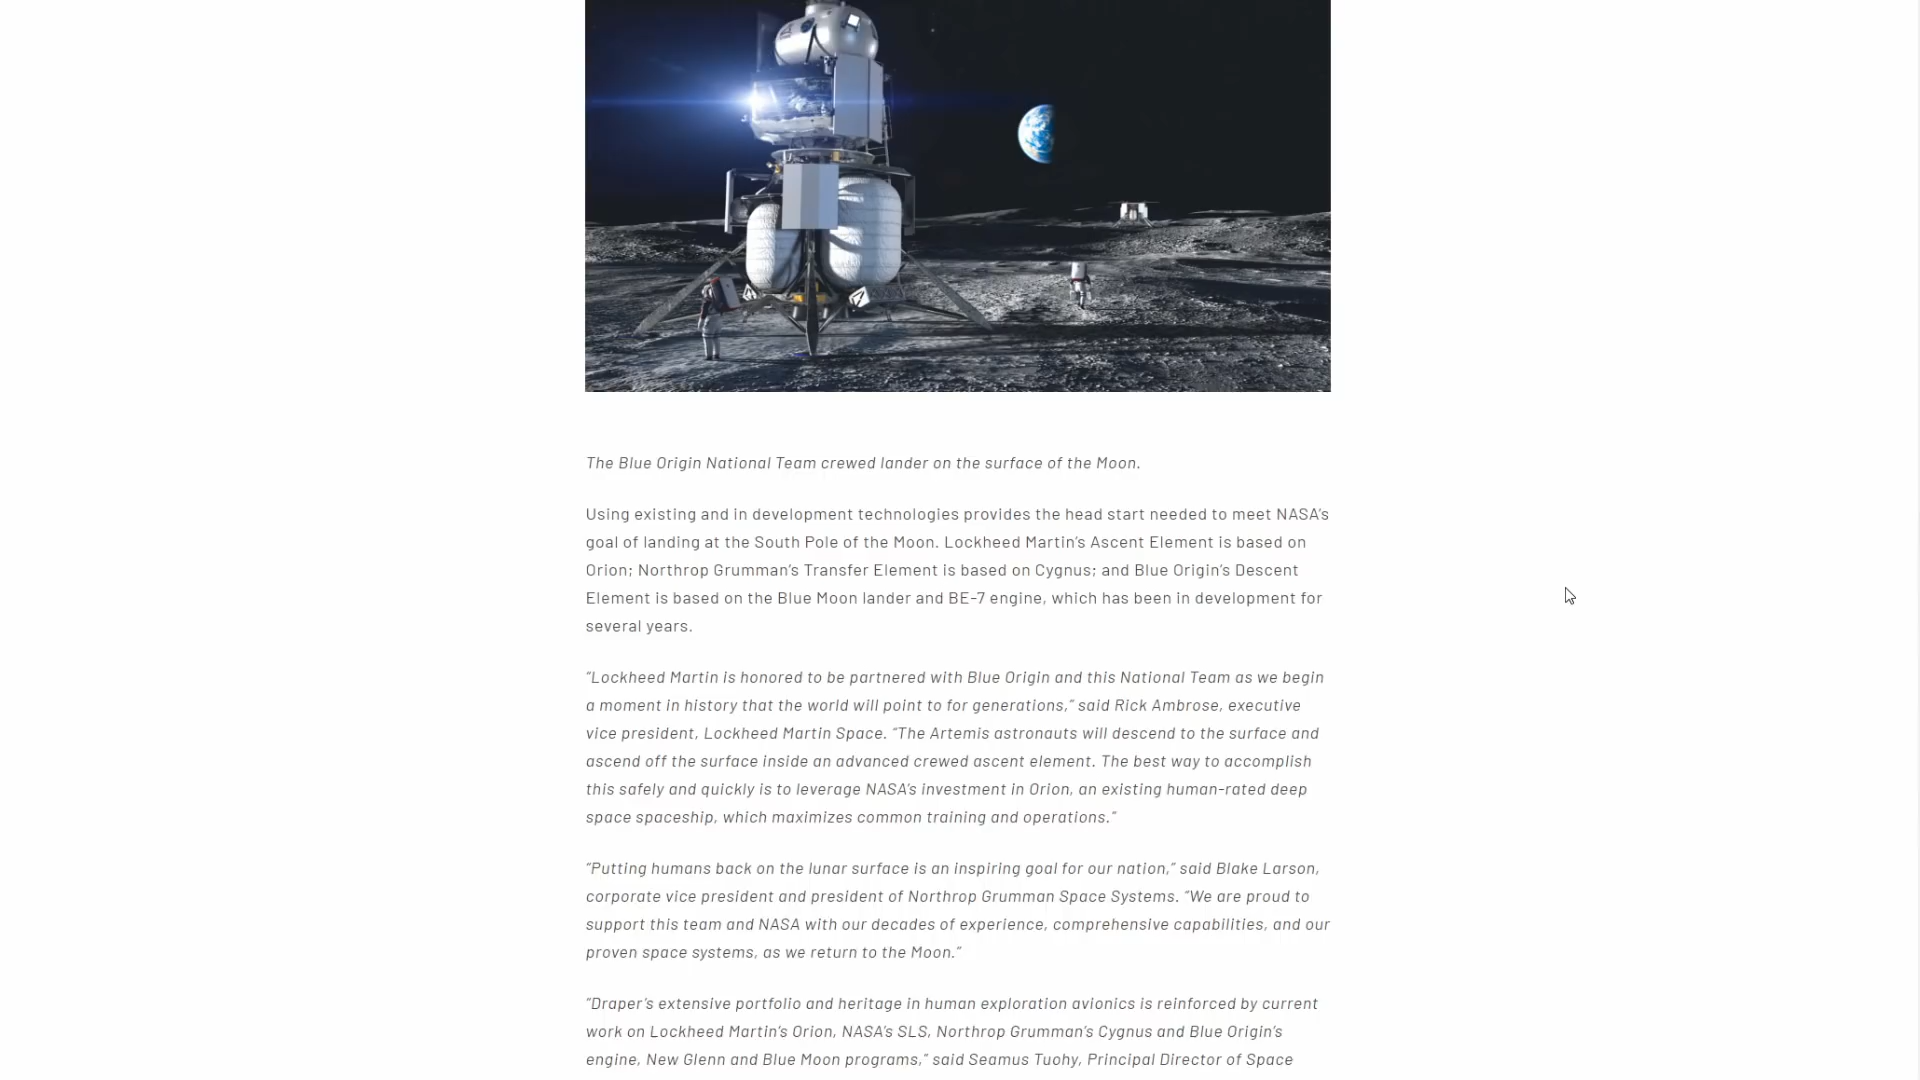 The Blue Origin National Team crewed lander on the surface of the Moon.
Using existing and in development technologies provides the head start needed to meet NASA’s
goal of landing at the South Pole of the Moon. Lockheed Martin’s Ascent Element is based on
Orion; Northrop Grumman’s Transfer Element is based on Cygnus; and Blue Origin’s Descent
Element is based on the Blue Moon lander and BE-7 engine, which has been in development for
several years.
“Lockheed Martin is honored to be partnered with Blue Origin and this National Team as we begin
a moment in history that the world will point to for generations,” said Rick Ambrose, executive
vice president, Lockheed Martin Space. “The Artemis astronauts will descend to the surface and
ascend off the surface inside an advanced crewed ascent element. The best way to accomplish
this safely and quickly is to leverage NASA’s investment in Orion, an existing human-rated deep
space spaceship, which maximizes common training and operations.”
“Putting humans back on the lunar surface is an inspiring goal for our nation,” said Blake Larson,
corporate vice president and president of Northrop Grumman Space Systems. “We are proud to
support this team and NASA with our decades of experience, comprehensive capabilities, and our
proven space systems, as we return to the Moon.”
“Draper’s extensive portfolio and heritage in human exploration avionics is reinforced by current
work on Lockheed Martin’s Orion, NASA’s SLS, Northrop Grumman’s Cygnus and Blue Origin’s
engine, New Glenn and Blue Moon programs,” said Seamus Tuohy, Principal Director of Space